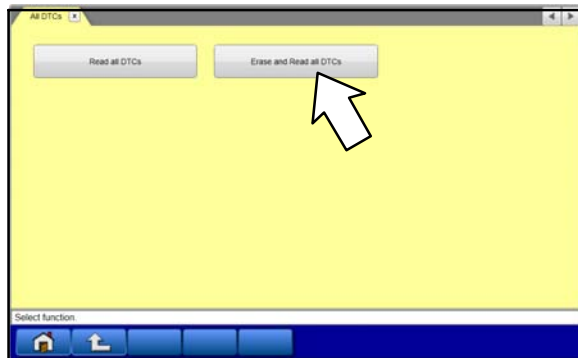 All DTCs
Read all DTCs
Erase and Read all DTCs
Select function.